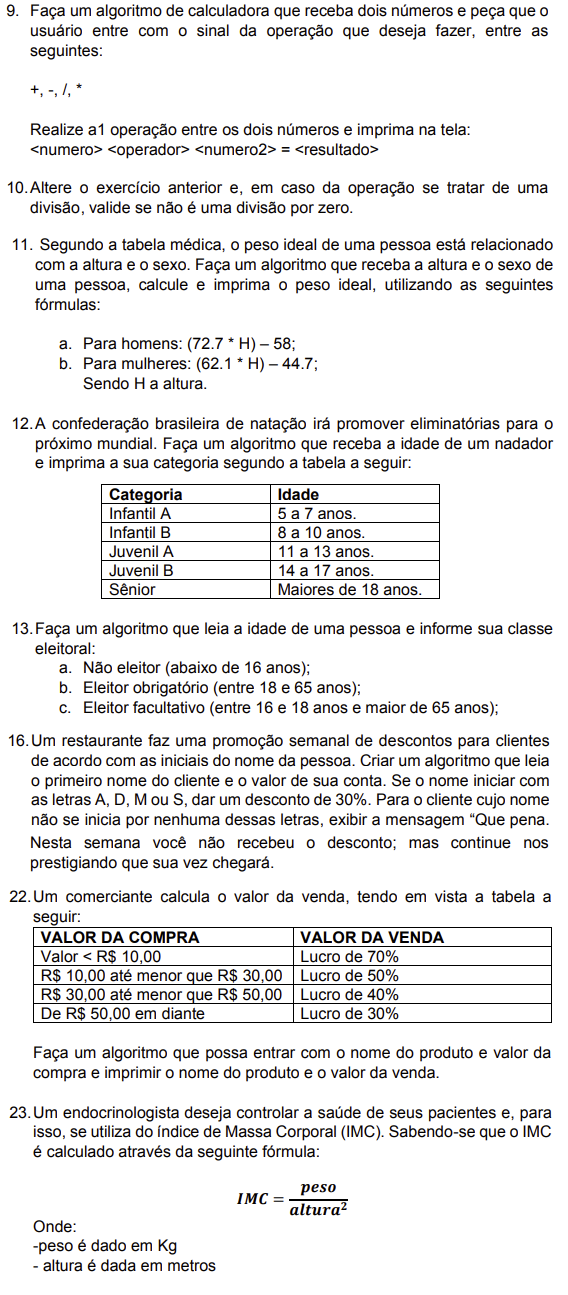 9. Faça um algoritmo de calculadora que receba dois números e peça que o
usuário entre com o sinal da operação que deseja fazer, entre as
seguintes:
+, -, /, *
Realize a1 operação entre os dois números e imprima na tela:
<numero> <operador> <numero2> = <resultado>
10. Altere o exercício anterior e, em caso da operação se tratar de uma
divisão, valide se não é uma divisão por zero.
11. Segundo a tabela médica, o peso ideal de uma pessoa está relacionado
com a altura e o sexo. Faça um algoritmo que receba a altura e o sexo de
uma pessoa, calcule e imprima o peso ideal, utilizando as seguintes
fórmulas:
a. Para homens: (72.7 * H) – 58;
b. Para mulheres: (62.1 * H) – 44.7;
Sendo H a altura.
12. A confederação brasileira de natação irá promover eliminatórias para o
próximo mundial. Faça um algoritmo que receba a idade de um nadador
e imprima a sua categoria segundo a tabela a seguir:
Categoria Idade
Infantil A 5 a 7 anos.
Infantil B 8 a 10 anos.
Juvenil A 11 a 13 anos.
Juvenil B 14 a 17 anos.
Sênior Maiores de 18 anos.
13. Faça um algoritmo que leia a idade de uma pessoa e informe sua classe
eleitoral:
a. Não eleitor (abaixo de 16 anos);
b. Eleitor obrigatório (entre 18 e 65 anos);
c. Eleitor facultativo (entre 16 e 18 anos e maior de 65 anos);
16. Um restaurante faz uma promoção semanal de descontos para clientes
de acordo com as iniciais do nome da pessoa. Criar um algoritmo que leia
o primeiro nome do cliente e o valor de sua conta. Se o nome iniciar com
as letras A, D, M ou S, dar um desconto de 30%. Para o cliente cujo nome
não se inicia por nenhuma dessas letras, exibir a mensagem “Que pena.
Nesta semana você não recebeu o desconto; mas continue nos
prestigiando que sua vez chegará.
22. Um comerciante calcula o valor da venda, tendo em vista a tabela a
seguir:
VALOR DA COMPRA VALOR DA VENDA
Valor < R$ 10,00 Lucro de 70%
R$ 10,00 até menor que R$ 30,00 Lucro de 50%
R$ 30,00 até menor que R$ 50,00 Lucro de 40%
De R$ 50,00 em diante Lucro de 30%
Faça um algoritmo que possa entrar com o nome do produto e valor da
compra e imprimir o nome do produto e o valor da venda.
23. Um endocrinologista deseja controlar a saúde de seus pacientes e, para
isso, se utiliza do índice de Massa Corporal (IMC). Sabendo-se que o IMC
é calculado através da seguinte fórmula:
IMC = peso / altura²
Onde:
-peso é dado em Kg
- altura é dada em metros